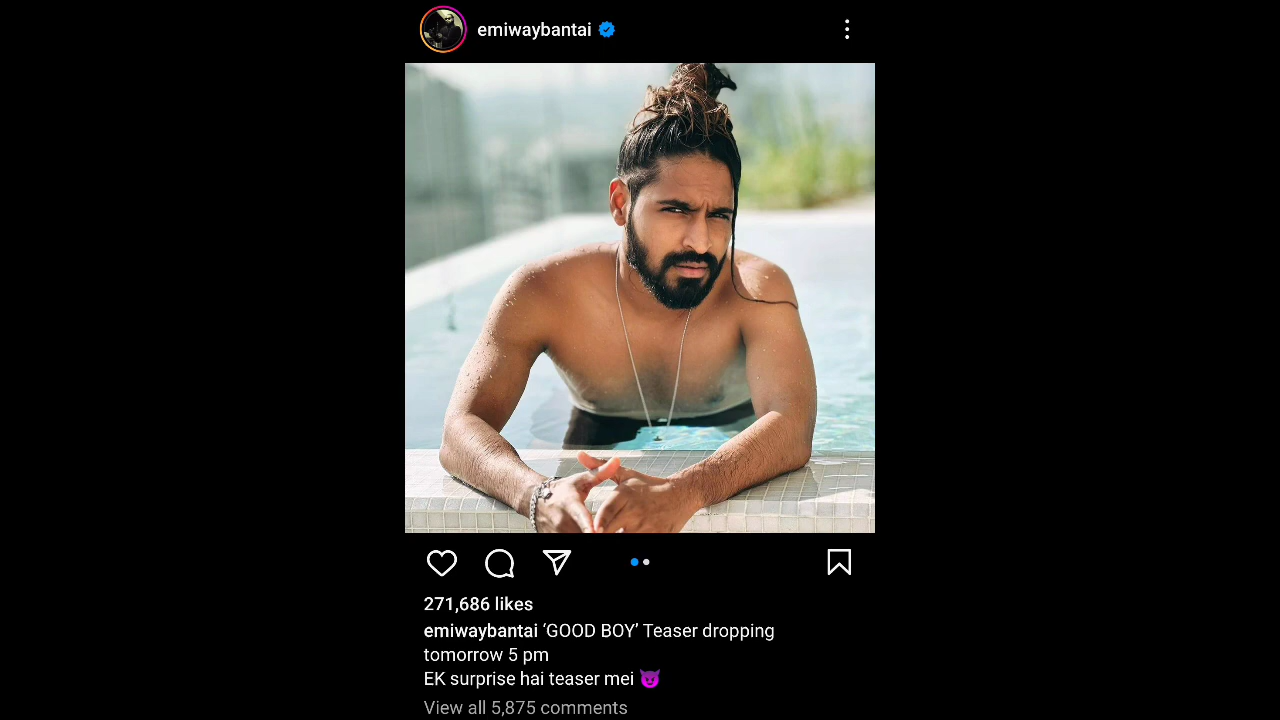 emiwaybantai
271,686 likes
emiwaybantai ‘GOOD BOY’ Teaser dropping
tomorrow 5 pm
EK surprise hai teaser mei 😈
View all 5,875 comments